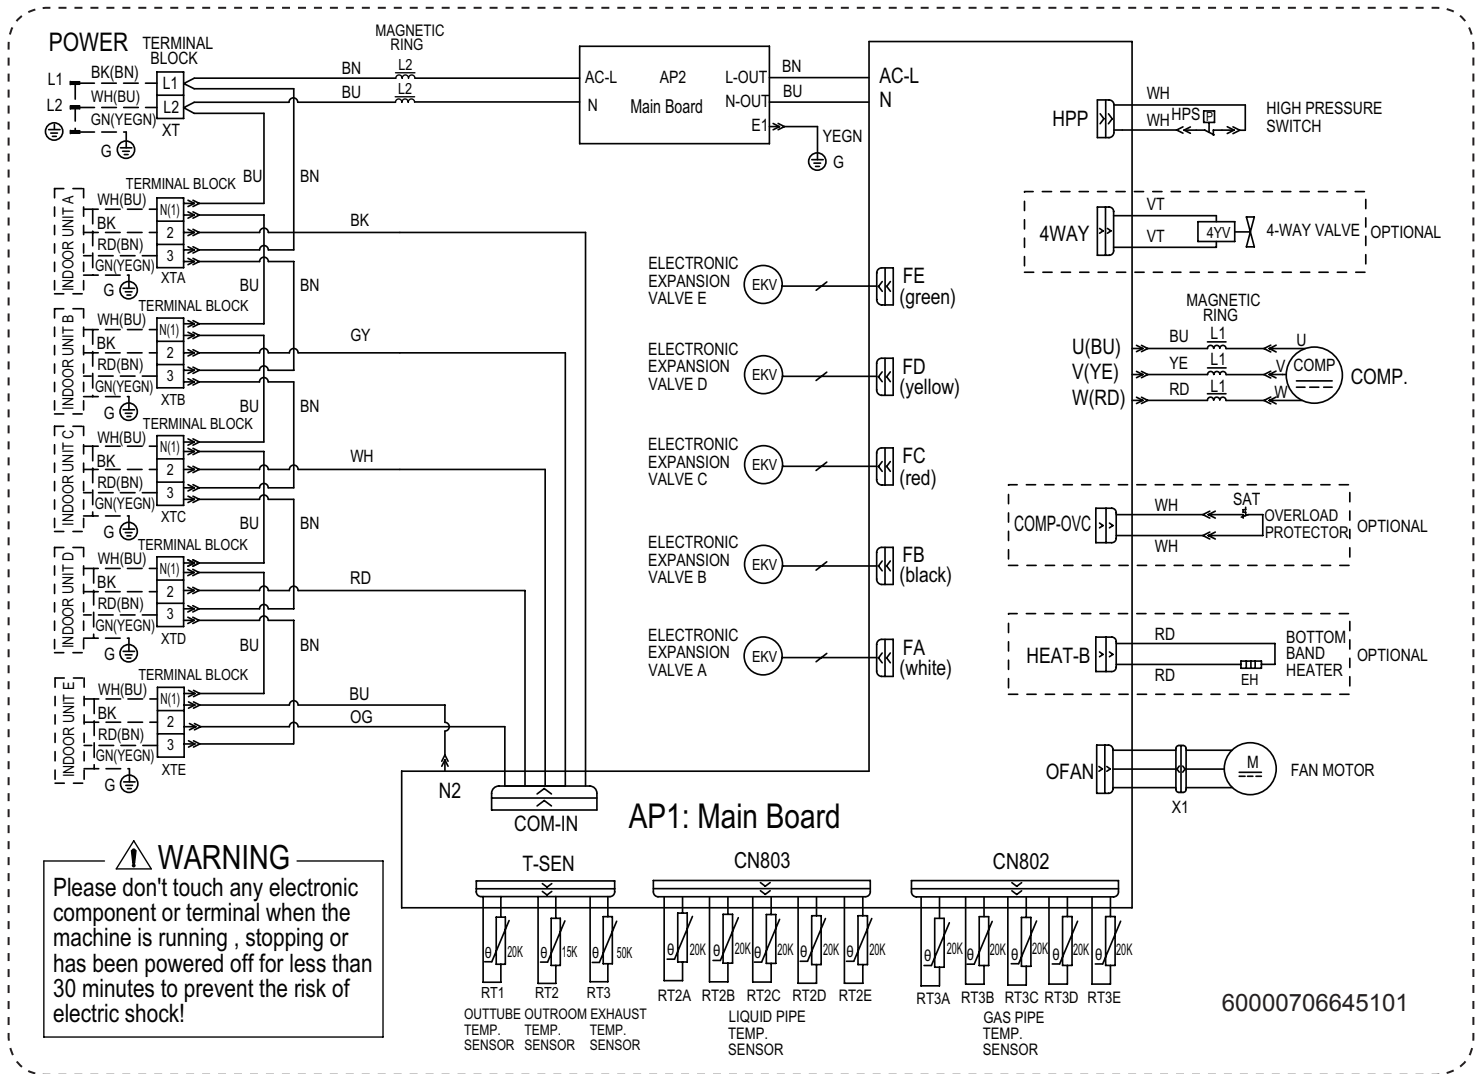 POWER
TERMINAL
BLOCK
L1
BK(BN)
L1
L2
WH(BU)
L2
GN(YEGN)
XT
G
MAGNETIC
RING
BN
L2
BU
L2
AC-L
AP2
L-OUT
N
Main Board
N-OUT
E1
BN
BU
YEGN
G
AC-L
N
BU
BN
INDOOR UNIT A
TERMINAL BLOCK
WH(BU)
N(1)
BK
2
RD(BN)
3
GN(YEGN)
XTA
G
BK
BU
BN
INDOOR UNIT B
TERMINAL BLOCK
WH(BU)
N(1)
BK
2
RD(BN)
3
GN(YEGN)
XTB
G
GY
BU
BN
INDOOR UNIT C
TERMINAL BLOCK
WH(BU)
N(1)
BK
2
RD(BN)
3
GN(YEGN)
XTC
G
WH
BU
BN
INDOOR UNIT D
TERMINAL BLOCK
WH(BU)
N(1)
BK
2
RD(BN)
3
GN(YEGN)
XTD
G
RD
BU
BN
INDOOR UNIT E
TERMINAL BLOCK
WH(BU)
N(1)
BK
2
RD(BN)
3
GN(YEGN)
XTE
G
BU
OG
N2
COM-IN
AP1: Main Board
ELECTRONIC
EXPANSION
VALVE E
EKV
FE
(green)
ELECTRONIC
EXPANSION
VALVE D
EKV
FD
(yellow)
ELECTRONIC
EXPANSION
VALVE C
EKV
FC
(red)
ELECTRONIC
EXPANSION
VALVE B
EKV
FB
(black)
ELECTRONIC
EXPANSION
VALVE A
EKV
FA
(white)
HPP
WH
WH
HPS
P
HIGH PRESSURE
SWITCH
4WAY
VT
VT
4YV
4-WAY VALVE
OPTIONAL
MAGNETIC
RING
U(BU)
BU
L1
U
V(YE)
YE
L1
V
W(RD)
RD
L1
W
COMP
COMP.
COMP-OVC
WH
WH
SAT
OVERLOAD
PROTECTOR
OPTIONAL
HEAT-B
RD
RD
EH
BOTTOM
BAND
HEATER
OPTIONAL
OFAN
X1
M
FAN MOTOR
WARNING
Please don't touch any electronic
component or terminal when the
machine is running , stopping or
has been powered off for less than
30 minutes to prevent the risk of
electric shock!
T-SEN
θ 20K
θ 15K
θ 50K
RT1
RT2
RT3
OUTTUBE
TEMP.
SENSOR
OUTROOM
TEMP.
SENSOR
EXHAUST
TEMP.
SENSOR
CN803
θ 20K
θ 20K
θ 20K
θ 20K
θ 20K
RT2A
RT2B
RT2C
RT2D
RT2E
LIQUID PIPE
TEMP.
SENSOR
CN802
θ 20K
θ 20K
θ 20K
θ 20K
θ 20K
RT3A
RT3B
RT3C
RT3D
RT3E
GAS PIPE
TEMP.
SENSOR
60000706645101